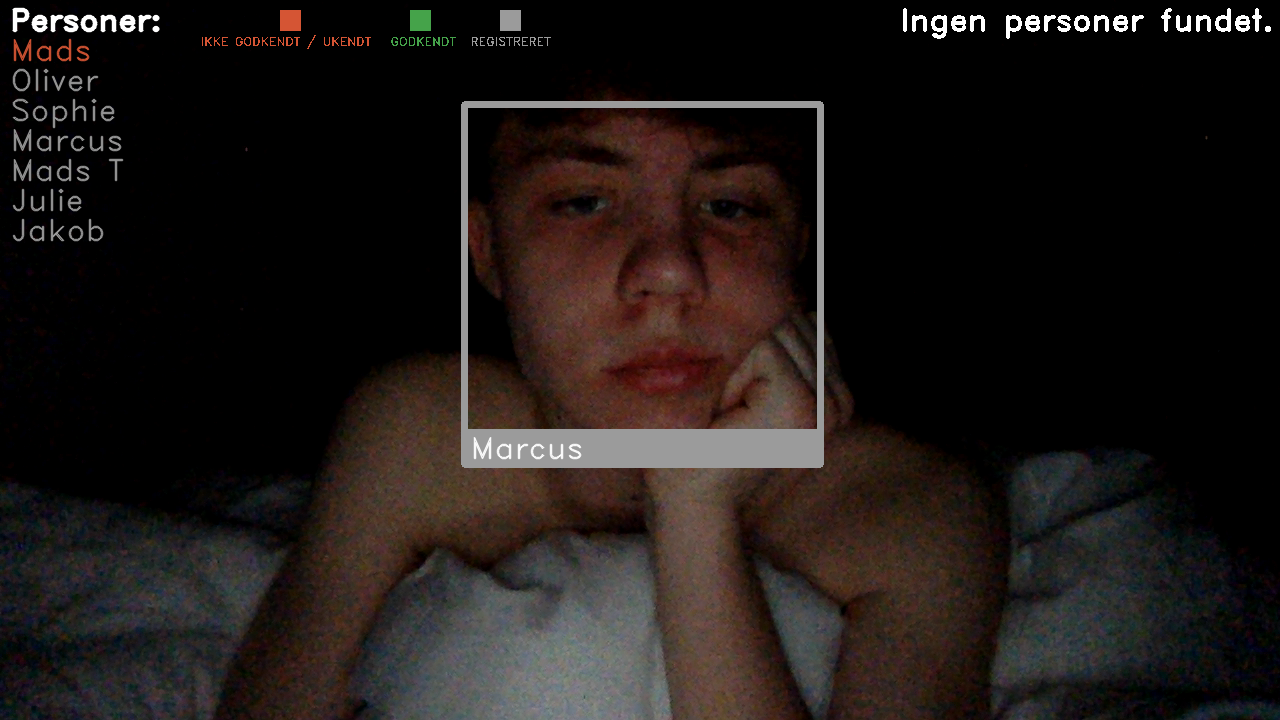 Personer:
Mads
Oliver
Sophie
Marcus
Mads T
Julie
Jakob
IKKE GODKENDT / UKENDT
GODKENDT
REGISTRERET
Ingen personer fundet.
Marcus